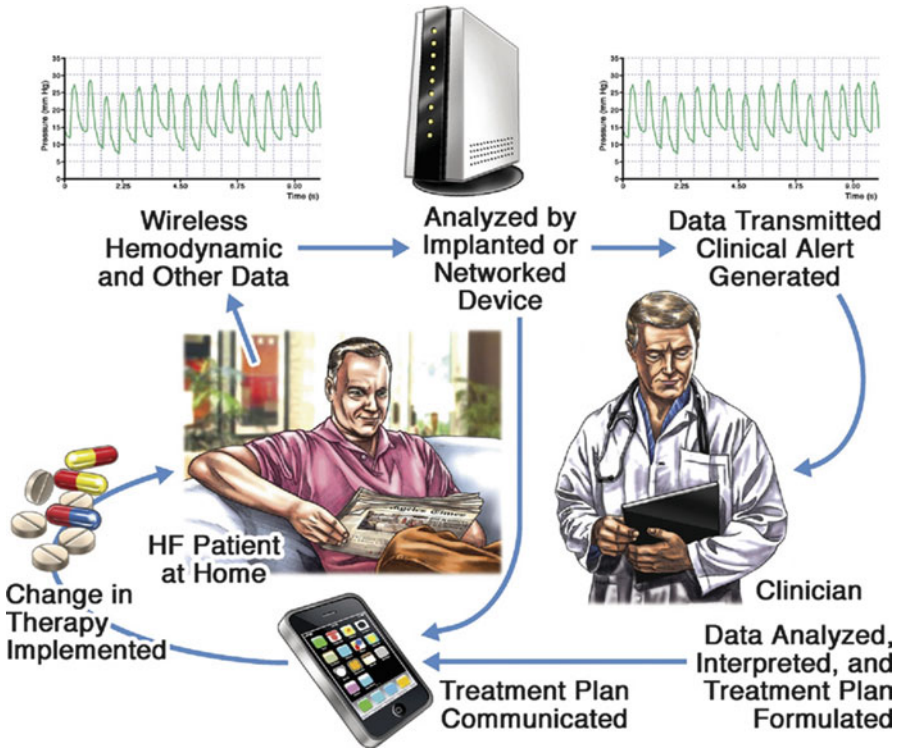 Pressure (mm Hg)
35
30
25
20
15
10
5
0
0
2.25
4.50
6.75
9.00
Time (s)
Pressure (mm Hg)
35
30
25
20
15
10
5
0
0
2.25
4.50
6.75
9.00
Time (s)
Wireless
Hemodynamic
and Other Data
Analyzed by
Implanted or
Networked
Device
Data Transmitted
Clinical Alert
Generated
HF Patient
at Home
Clinician
Change in
Therapy
Implemented
Treatment Plan
Communicated
Data Analyzed,
Interpreted, and
Treatment Plan
Formulated